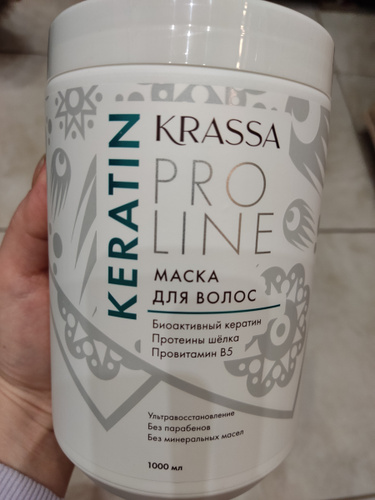 KERATIN
KRASSA
PRO
LINE
МАСКА
ДЛЯ ВОЛОС
Биоактивный кератин
Протеины шёлка
Провитамин B5
Ультравосстановление
Без парабенов
Без минеральных масел
1000 мл